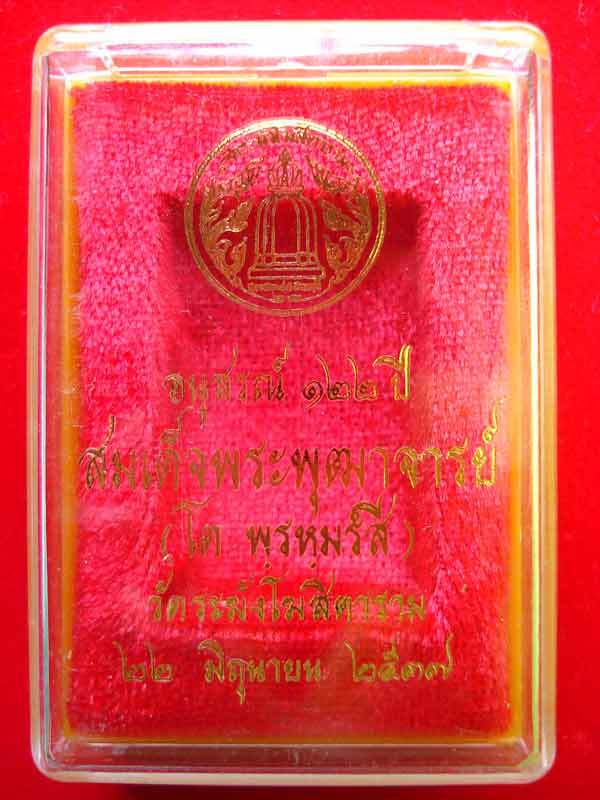 อนุสรณ์ ๑๒๒ ปี
สมเด็จพระพุฒาจารย์
(โต พฺรหฺมรํสี)
วัดระฆังโฆสิตาราม
๒๒ มิถุนายน ๒๕๓๗